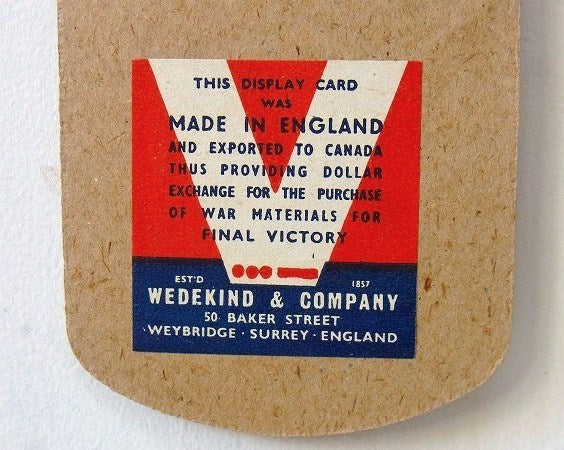 THIS DISPLAY CARD
WAS
MADE IN ENGLAND
AND EXPORTED TO CANADA
THUS PROVIDING DOLLAR
EXCHANGE FOR THE PURCHASE
OF WAR MATERIALS FOR
FINAL VICTORY
EST'D 1857
WEDEKIND & COMPANY
50 BAKER STREET
WEYBRIDGE · SURREY · ENGLAND